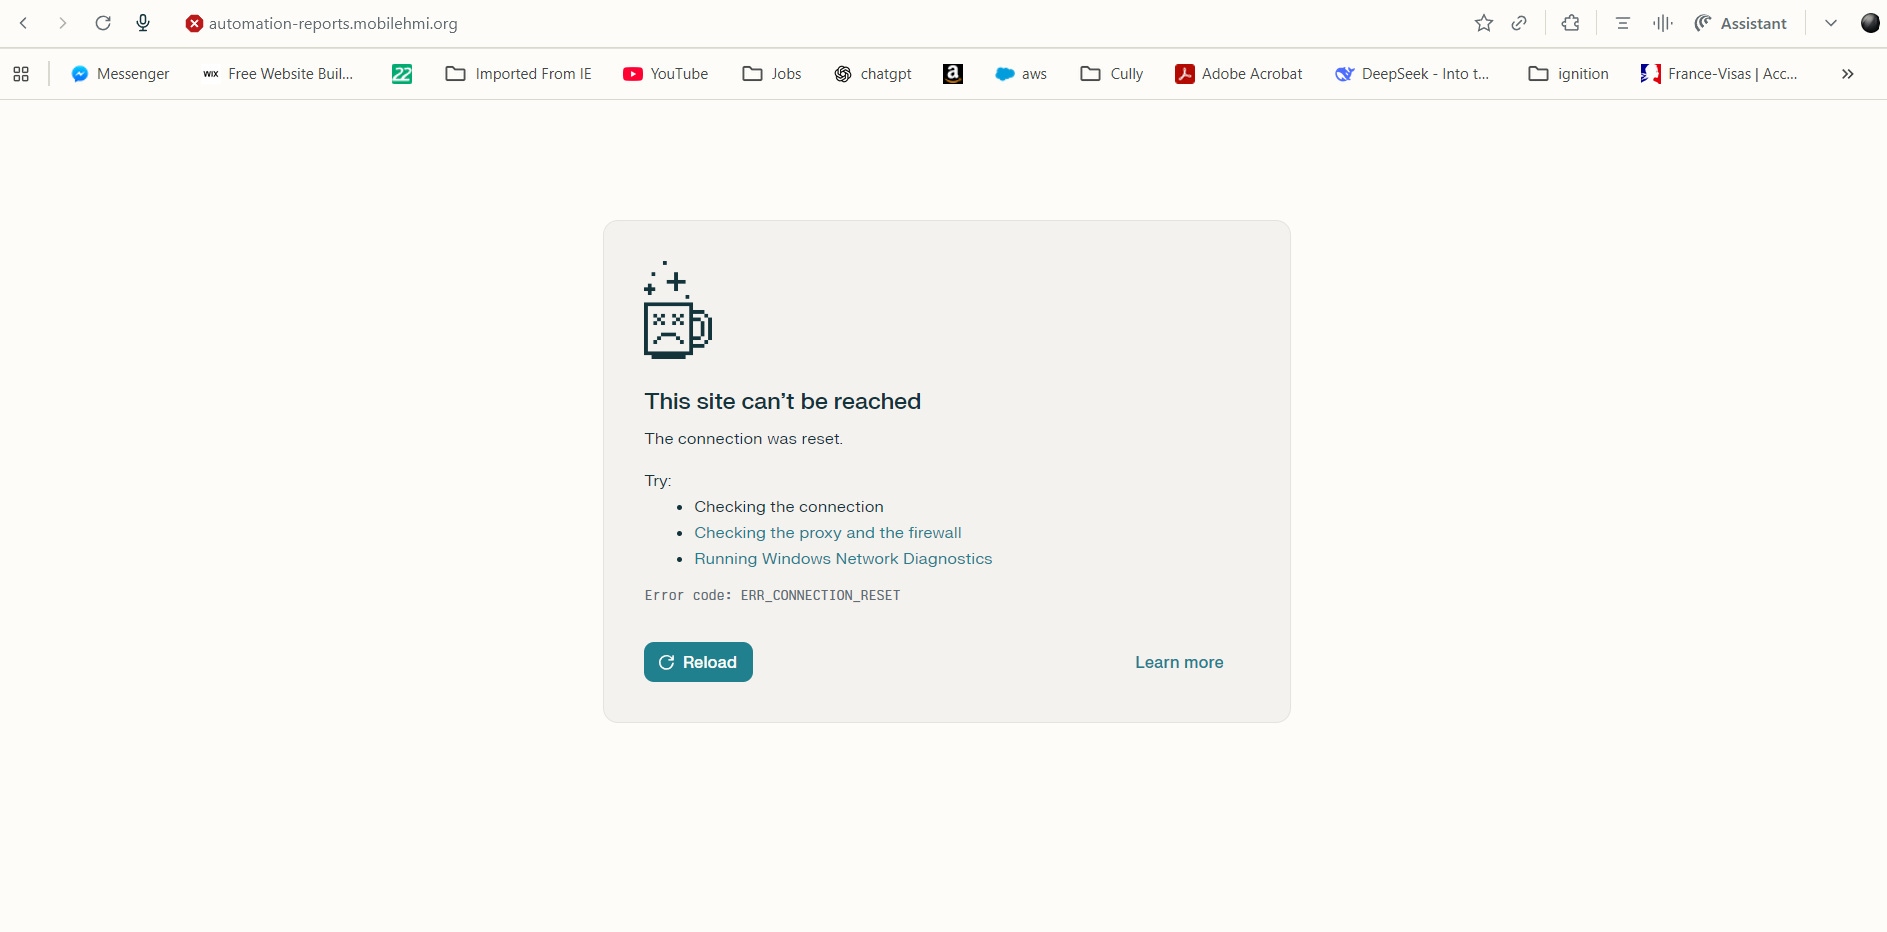 automation-reports.mobilehmi.org
Assistant
Messenger
WIX Free Website Buil...
22
Imported From IE
YouTube
Jobs
chatgpt
a
aws
Cully
Adobe Acrobat
DeepSeek - Into t...
ignition
France-Visas | Acc...
This site can’t be reached
The connection was reset.
Try:
Checking the connection
Checking the proxy and the firewall
Running Windows Network Diagnostics
Error code: ERR_CONNECTION_RESET
Reload
Learn more